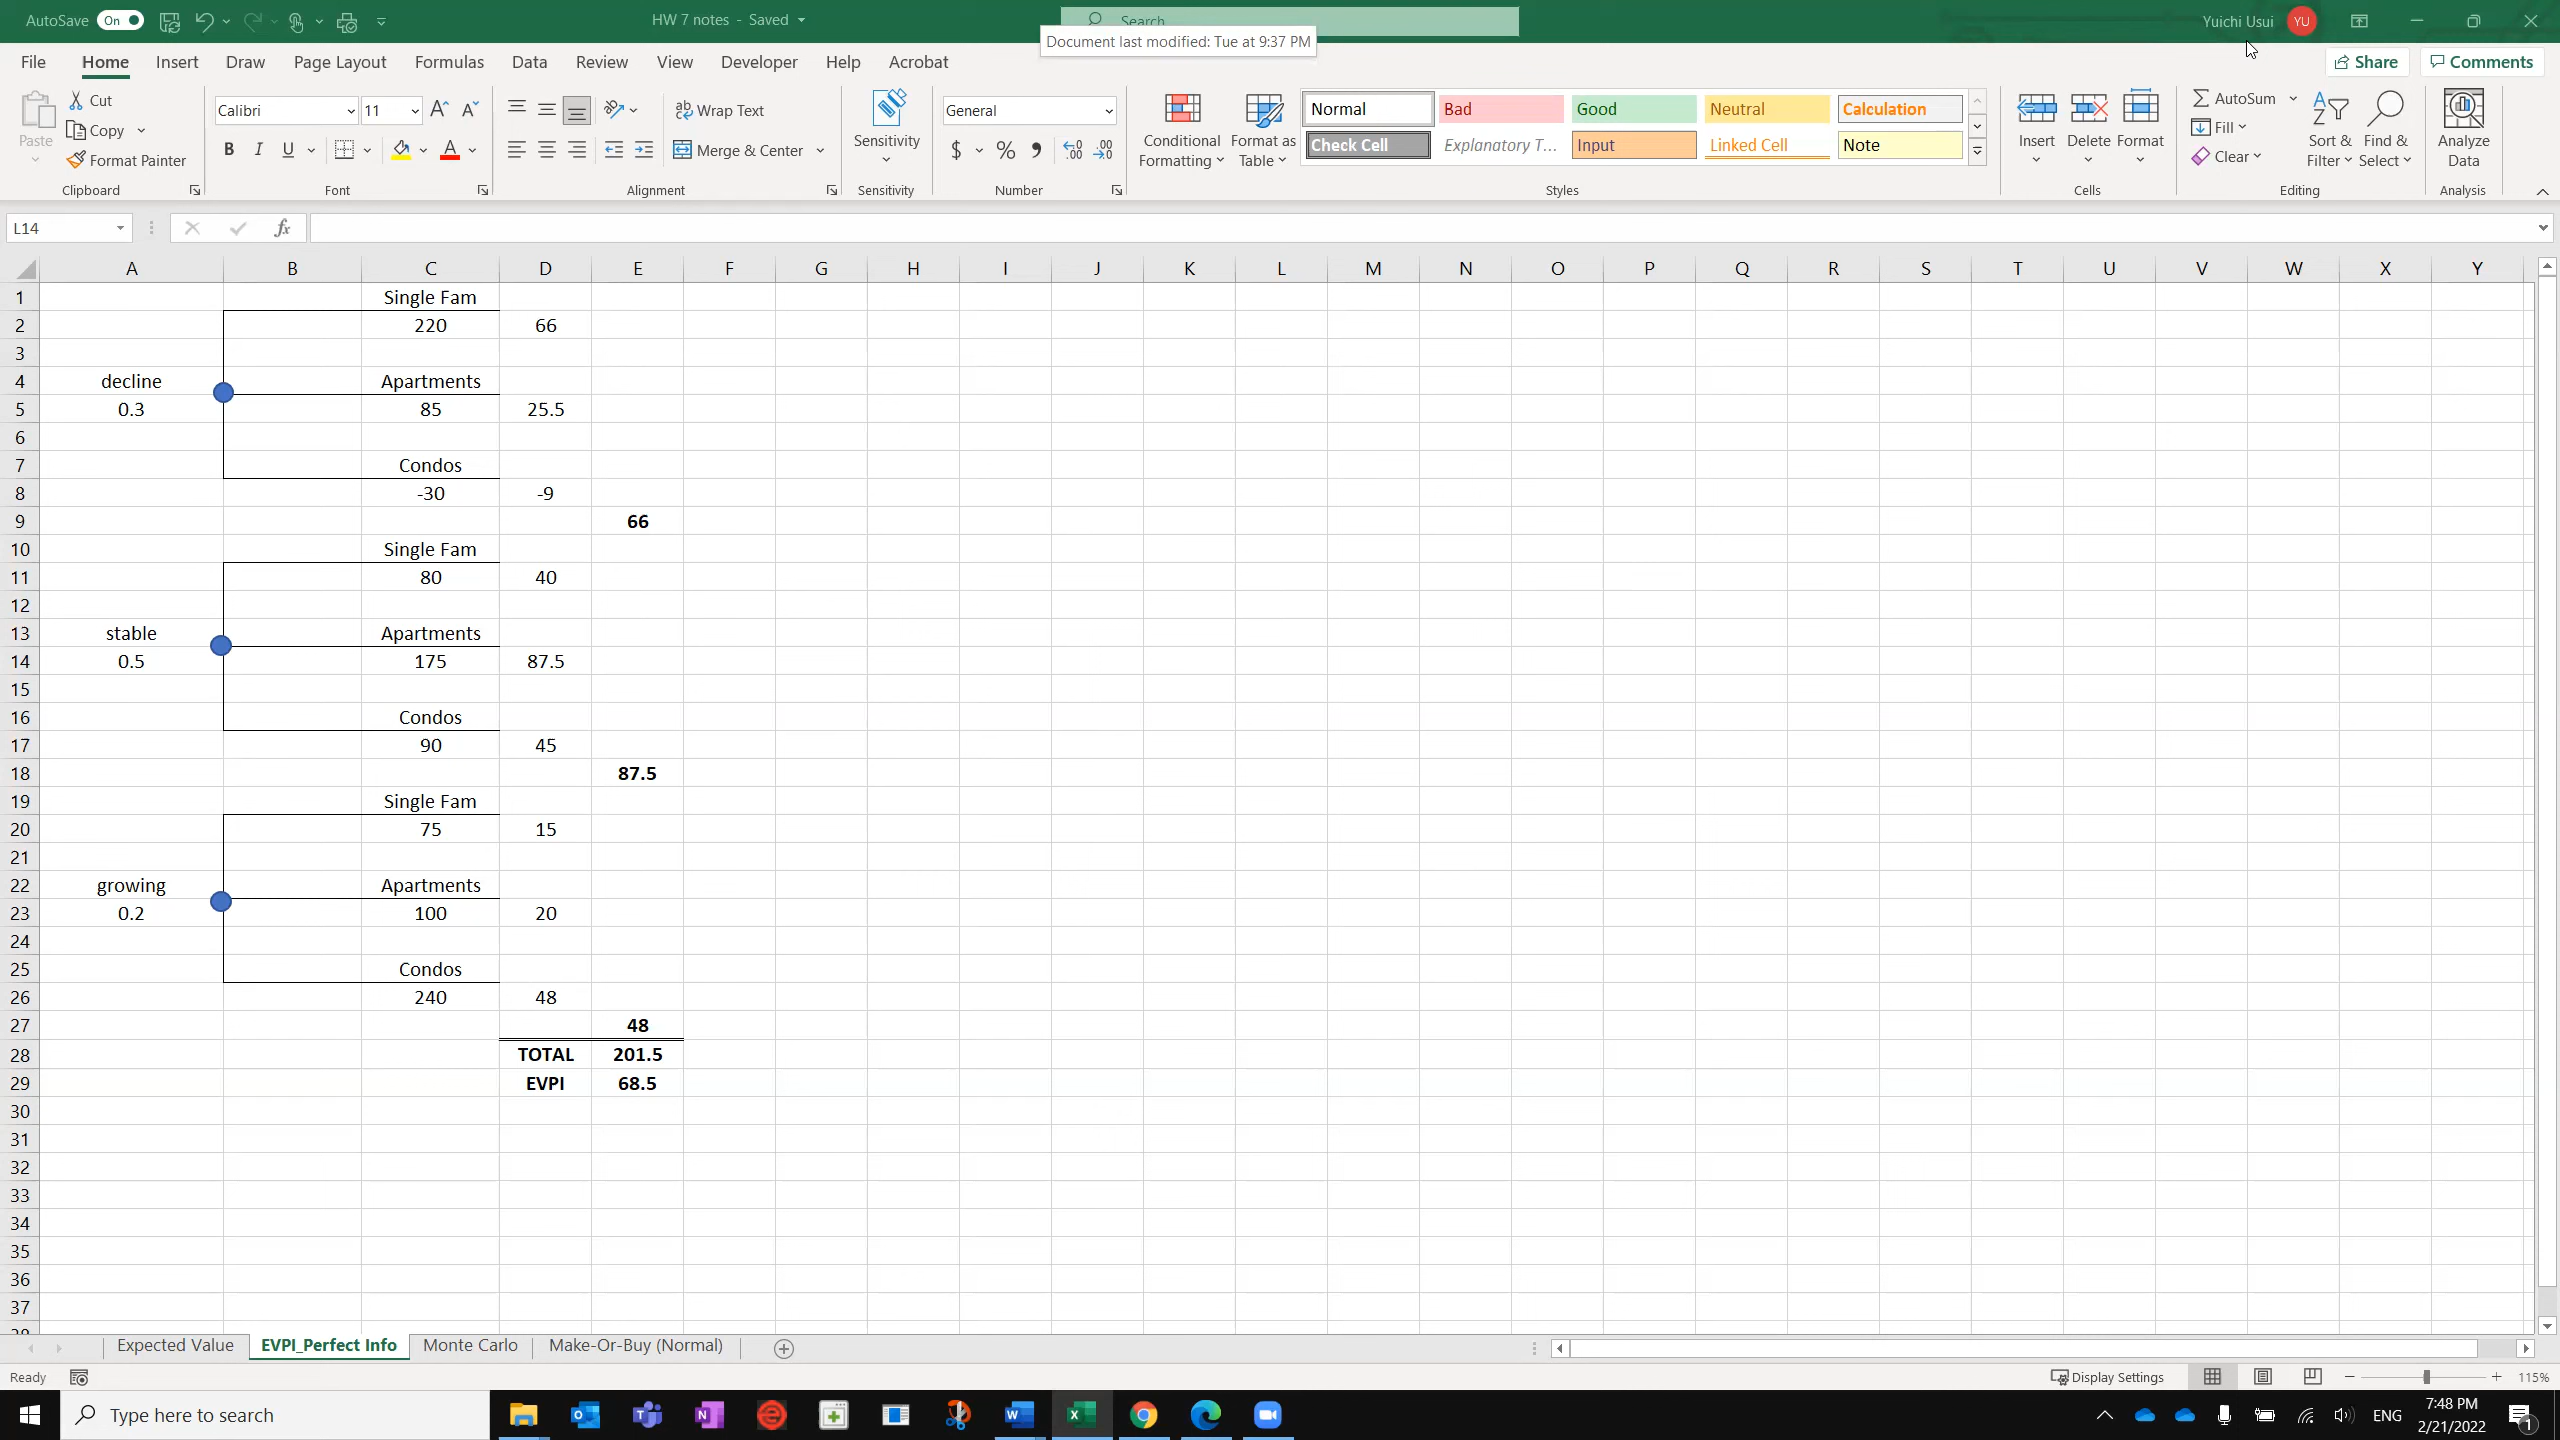 AutoSave On
HW 7 notes - Saved
Search
Yuichi Usui YU
Document last modified: Tue at 9:37 PM
File Home Insert Draw Page Layout Formulas Data Review View Developer Help Acrobat
Share Comments
Paste
Cut
Copy
Format Painter
Clipboard
Calibri 11
B I U A
Font
Wrap Text
Merge & Center
Alignment
Sensitivity
Sensitivity
General
$ % 9
Number
Conditional Formatting
Format as Table
Normal Bad Good Neutral Calculation
Check Cell Explanatory T... Input Linked Cell Note
Styles
Insert Delete Format
Cells
AutoSum
Fill
Clear
Sort & Filter
Find & Select
Editing
Analyze Data
Analysis
L14 fx
A B C D E F G H I J K L M N O P Q R S T U V W X Y
1 Single Fam
2 220 66
3
4 decline Apartments
5 0.3 85 25.5
6
7 Condos
8 -30 -9
9 66
10 Single Fam
11 80 40
12
13 stable Apartments
14 0.5 175 87.5
15
16 Condos
17 90 45
18 87.5
19 Single Fam
20 75 15
21
22 growing Apartments
23 0.2 100 20
24
25 Condos
26 240 48
27 48
28 TOTAL 201.5
29 EVPI 68.5
30
31
32
33
34
35
36
37
Expected Value EVPI_Perfect Info Monte Carlo Make-Or-Buy (Normal)
Ready
Display Settings
115%
Type here to search
ENG
7:48 PM
2/21/2022
1